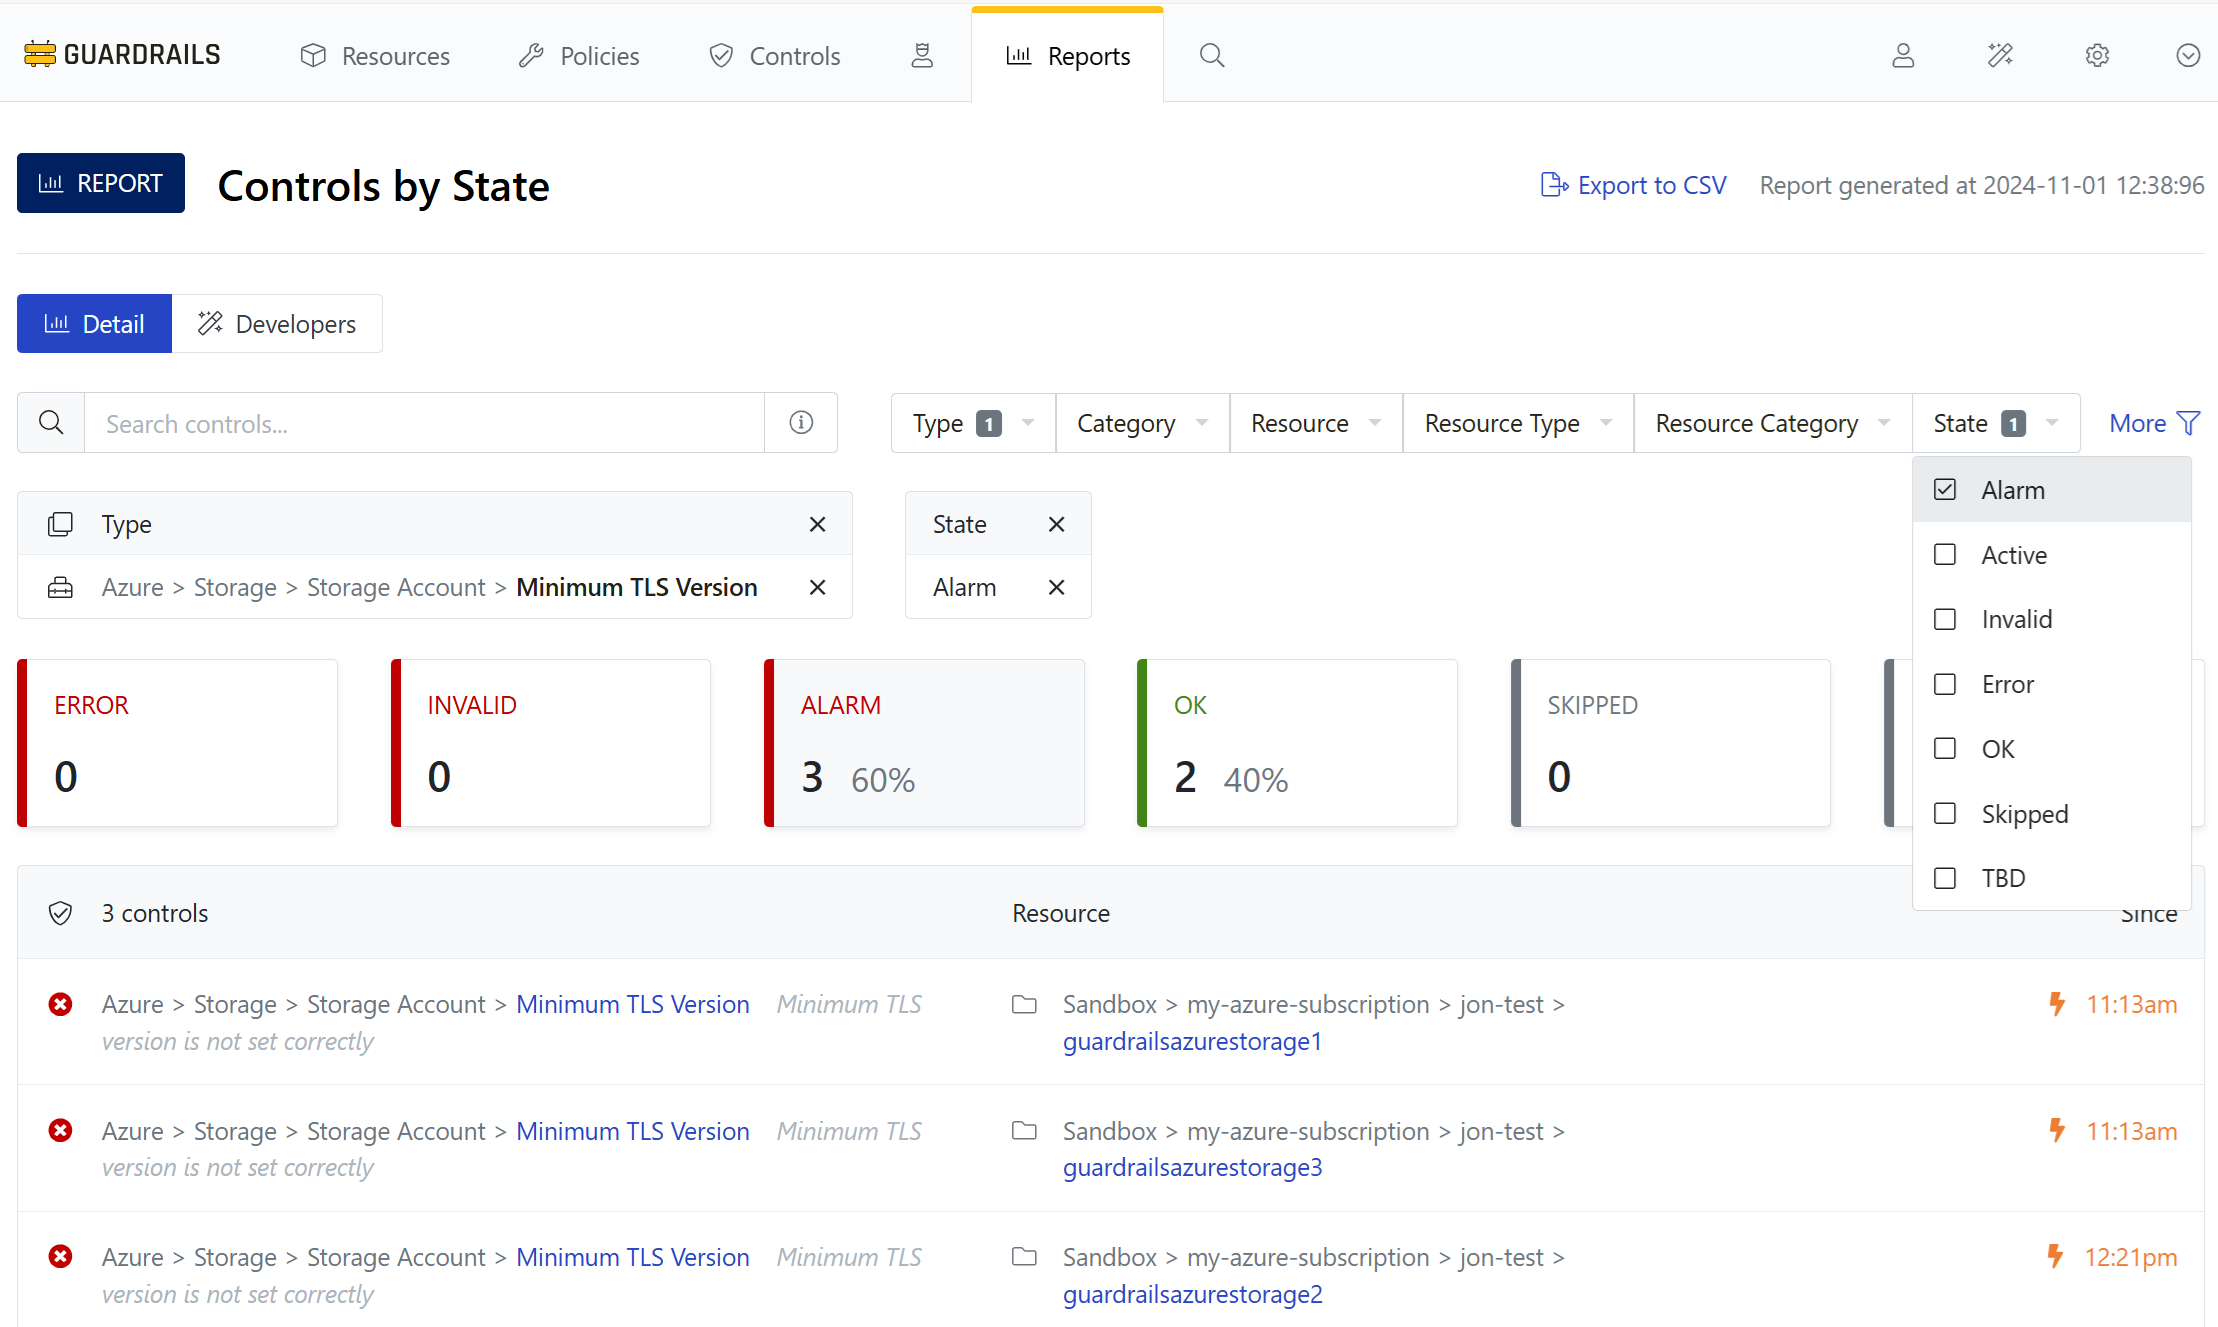 GUARDRAILS Resources Policies Controls Reports
REPORT Controls by State Export to CSV Report generated at 2024-11-01 12:38:96
Detail Developers
Search controls... Type 1 Category Resource Resource Type Resource Category State 1 More
Alarm
Active
Invalid
Error
OK
Skipped
TBD
Type
Azure > Storage > Storage Account > Minimum TLS Version
State
Alarm
ERROR
0
INVALID
0
ALARM
3 60%
OK
2 40%
SKIPPED
0
3 controls Resource Since
Azure > Storage > Storage Account > Minimum TLS Version Minimum TLS
version is not set correctly
Sandbox > my-azure-subscription > jon-test >
guardrailsazurestorage1
11:13am
Azure > Storage > Storage Account > Minimum TLS Version Minimum TLS
version is not set correctly
Sandbox > my-azure-subscription > jon-test >
guardrailsazurestorage3
11:13am
Azure > Storage > Storage Account > Minimum TLS Version Minimum TLS
version is not set correctly
Sandbox > my-azure-subscription > jon-test >
guardrailsazurestorage2
12:21pm